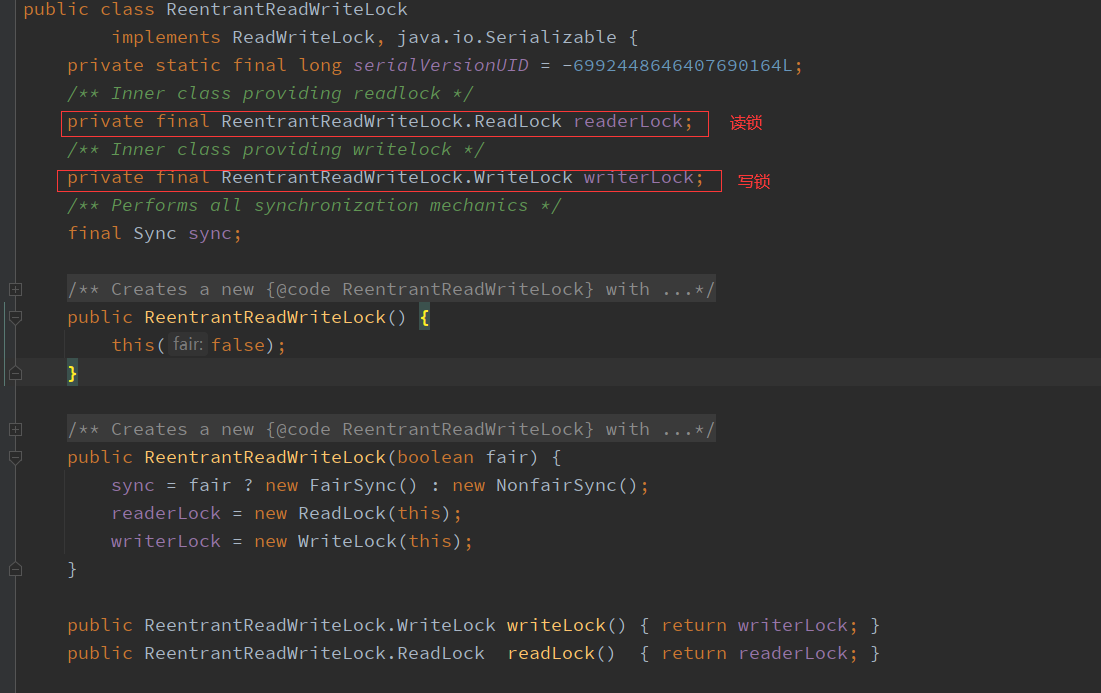 public class ReentrantReadWriteLock
        implements ReadWriteLock, java.io.Serializable {
    private static final long serialVersionUID = -6992448646407690164L;
    /** Inner class providing readlock */
    private final ReentrantReadWriteLock.ReadLock readerLock; 读锁
    /** Inner class providing writelock */
    private final ReentrantReadWriteLock.WriteLock writerLock; 写锁
    /** Performs all synchronization mechanics */
    final Sync sync;
    /** Creates a new {@code ReentrantReadWriteLock} with ...*/
    public ReentrantReadWriteLock() {
        this( fair: false);
    }
    /** Creates a new {@code ReentrantReadWriteLock} with ...*/
    public ReentrantReadWriteLock(boolean fair) {
        sync = fair ? new FairSync() : new NonfairSync();
        readerLock = new ReadLock(this);
        writerLock = new WriteLock(this);
    }
    public ReentrantReadWriteLock.WriteLock writeLock() { return writerLock; }
    public ReentrantReadWriteLock.ReadLock  readLock()  { return readerLock; }